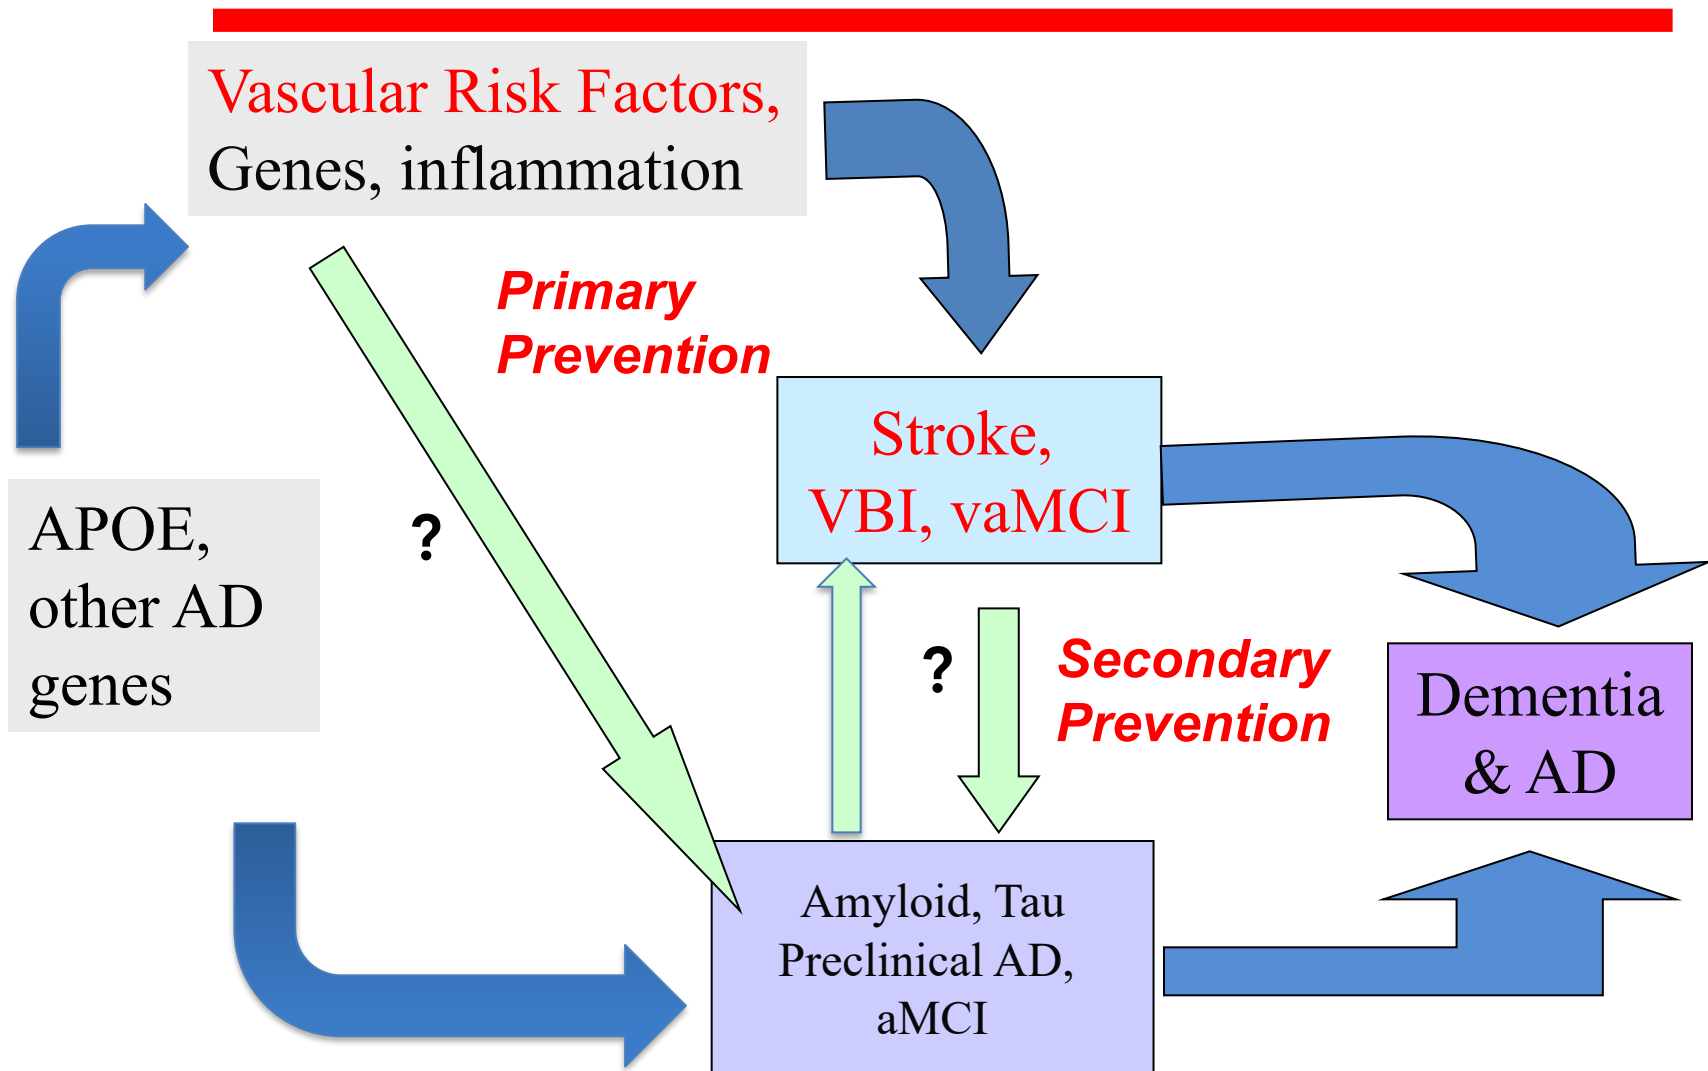 Vascular Risk Factors,
Genes, inflammation
Primary
Prevention
Stroke,
VBI, vaMCI
?
APOE,
other AD
genes
?
Secondary
Prevention
Dementia
& AD
Amyloid, Tau
Preclinical AD,
aMCI